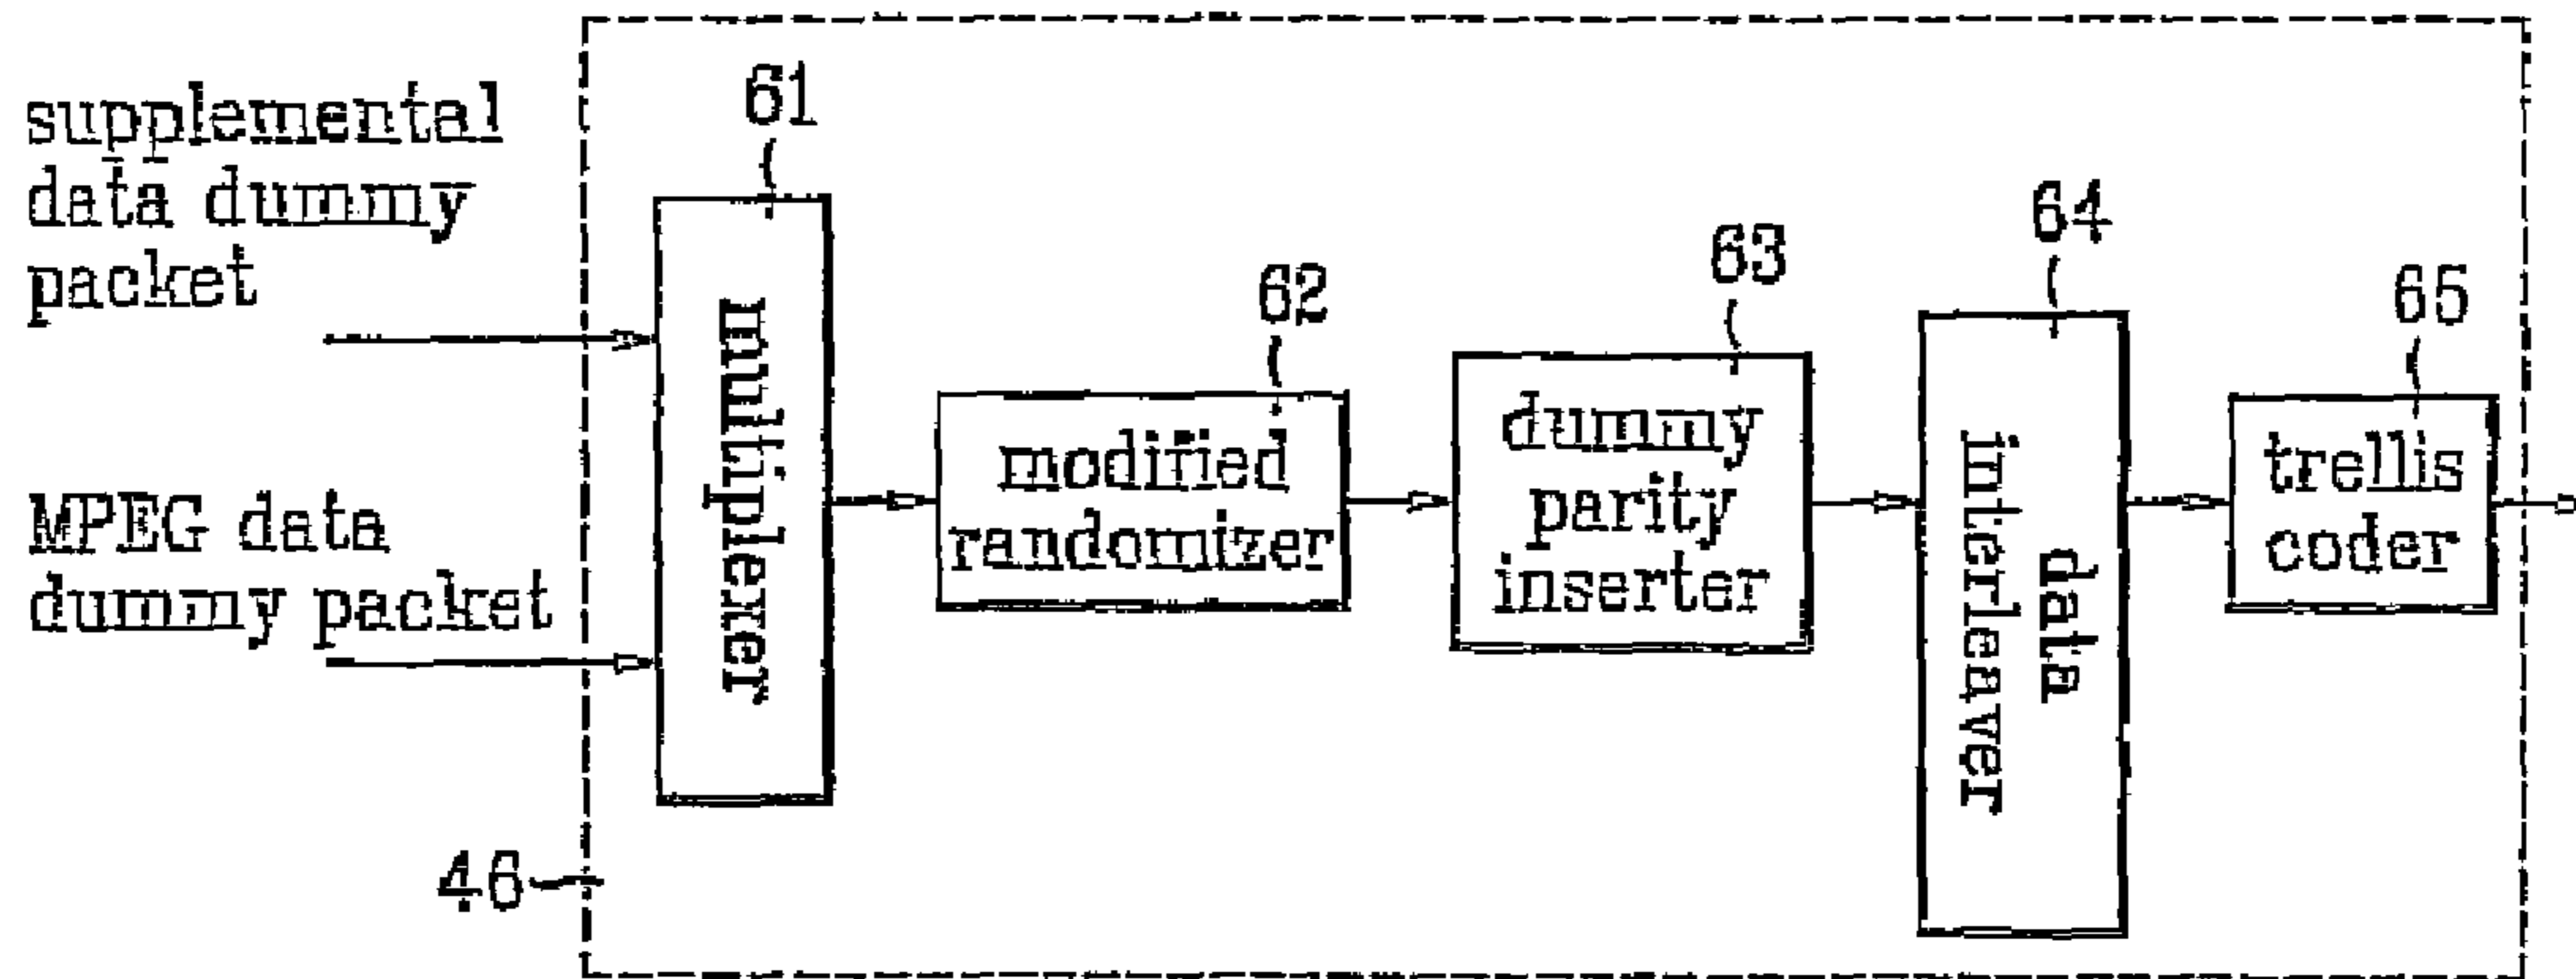 supplemental
data dummy
packet
MPEG data
dummy packet
46
61
multiplexer
62
modified
randomizer
63
dummy
parity
inserter
64
data
interleaver
65
trellis
coder